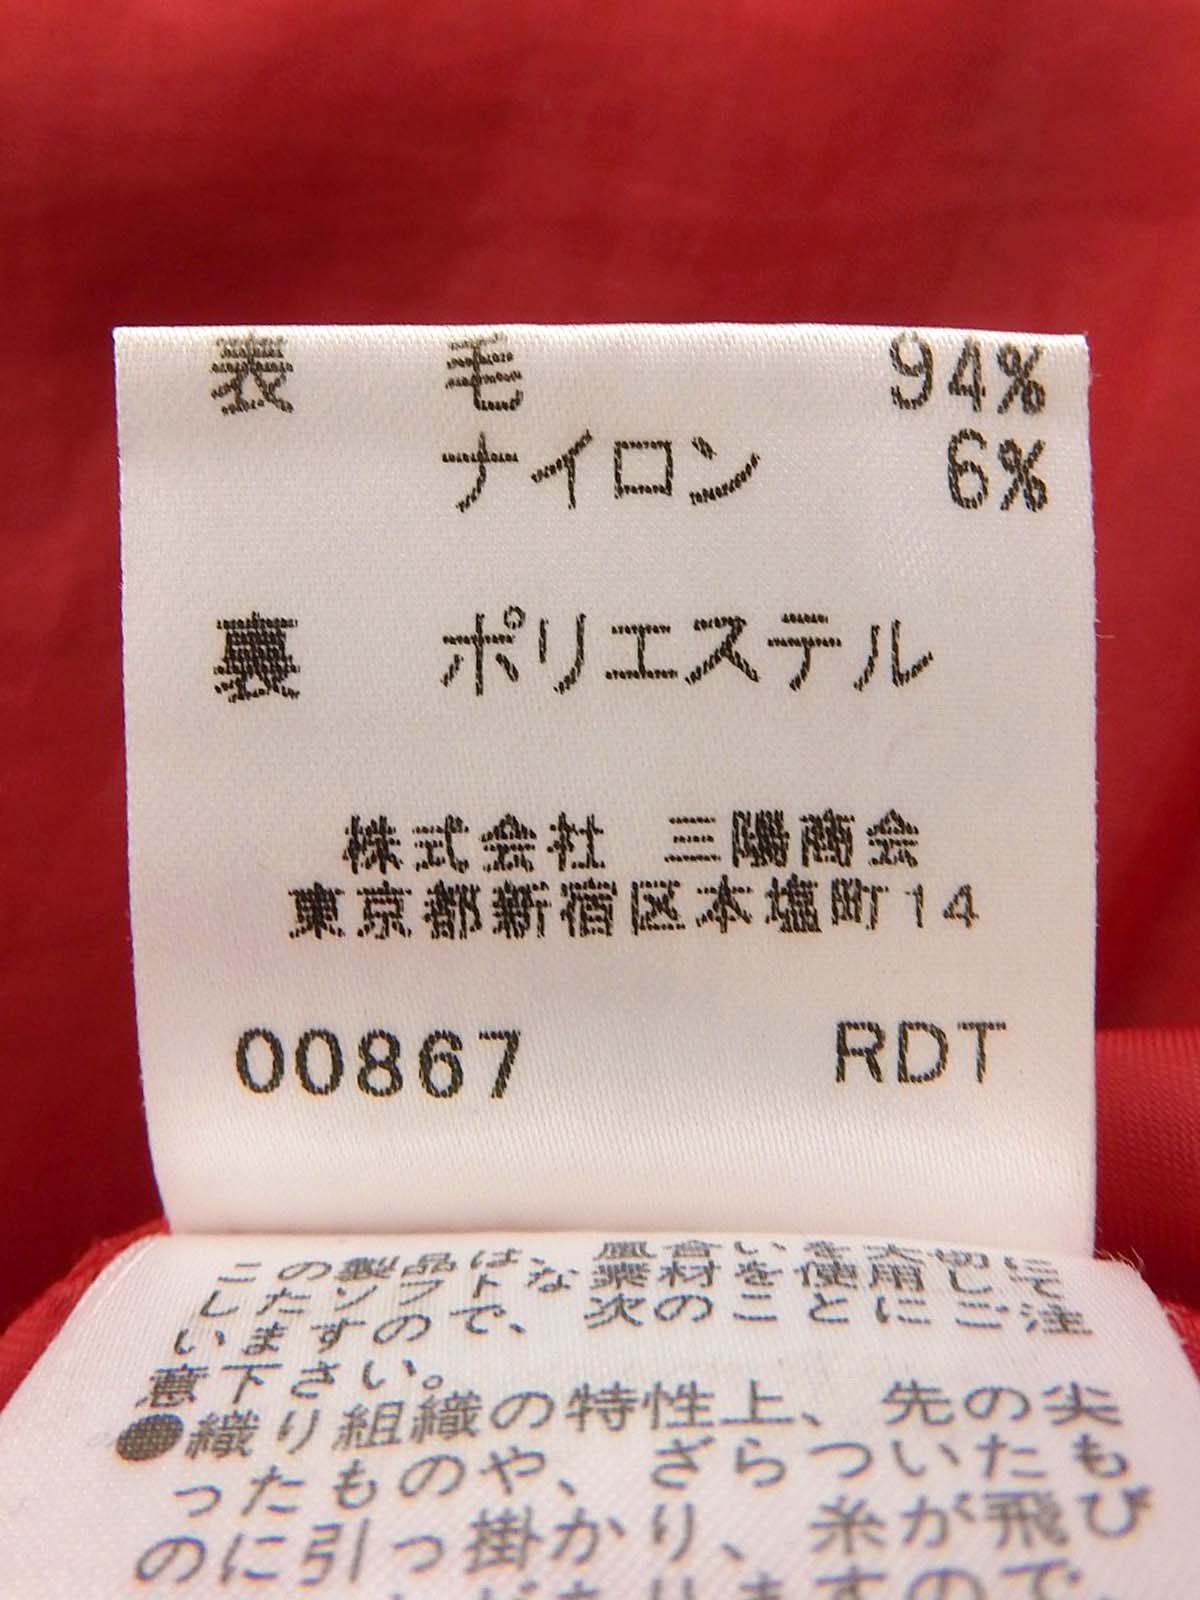 表 毛 94%
ナイロン 6%
裏 ポリエステル
株式会社 三陽商会
東京都新宿区本塩町14
00867 RDT
この製品は、風合いを大切に
したソフトな素材を使用して
いますので、次のことにご注
意下さい。
●織り組織の特性上、先の尖
ったものや、ざらついたも
のに引っ掛かり、糸が飛び